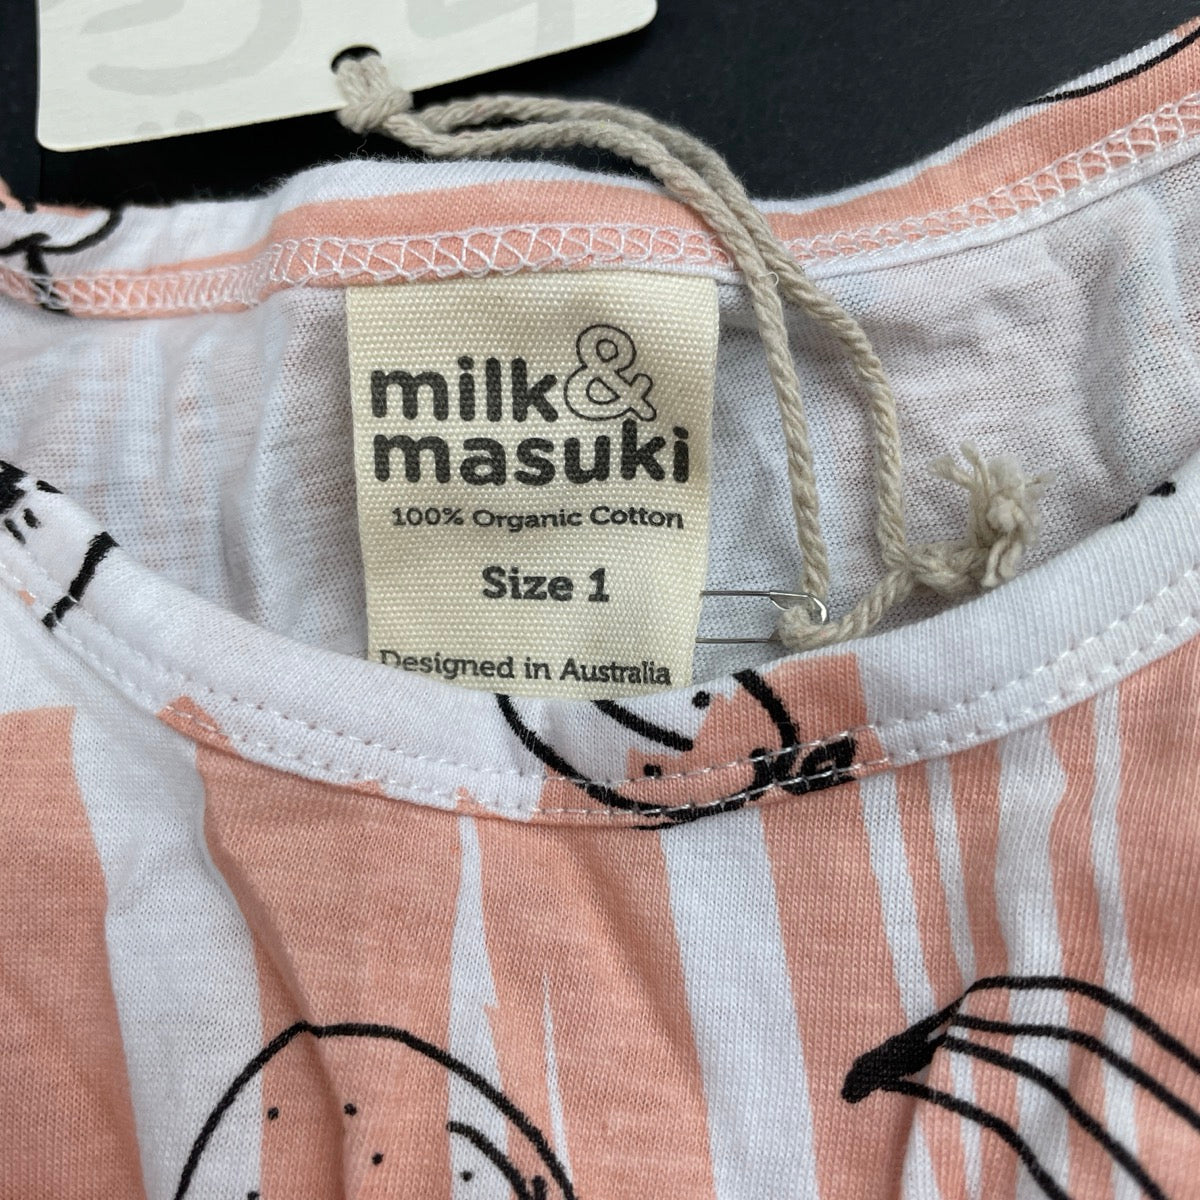 milk&
masuki
100% Organic Cotton
Size 1
Designed in Australia